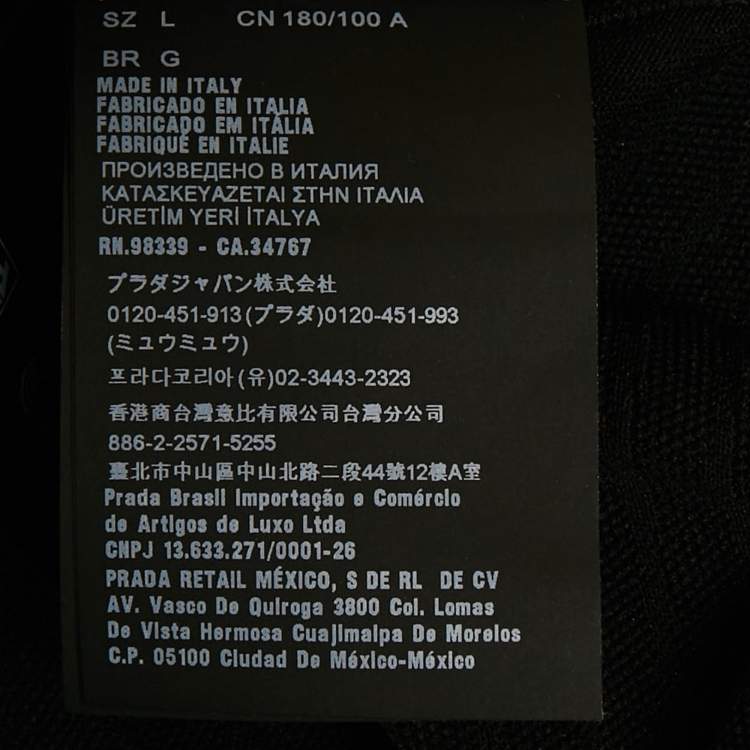 SZ L CN 180/100 A
BR G
MADE IN ITALY
FABRICADO EN ITALIA
FABRICADO EM ITÁLIA
FABRIQUÉ EN ITALIE
ПРОИЗВЕДЕНО В ИТАЛИЯ
ΚΑΤΑΣΚΕΥΑΖΕΤΑΙ ΣΤΗΝ ΙΤΑΛΙΑ
ÜRETİM YERİ İTALYA
RN.98339 - CA.34767
プラダジャパン株式会社
0120-451-913(プラダ)0120-451-993
(ミュウミュウ)
프라다코리아(유)02-3443-2323
香港商台灣意比有限公司台灣分公司
886-2-2571-5255
臺北市中山區中山北路二段44號12樓A室
Prada Brasil Importação e Comércio
de Artigos de Luxo Ltda
CNPJ 13.633.271/0001-26
PRADA RETAIL MÉXICO, S DE RL DE CV
AV. Vasco De Quiroga 3800 Col. Lomas
De Vista Hermosa Cuajimalpa De Morelos
C.P. 05100 Ciudad De México-México